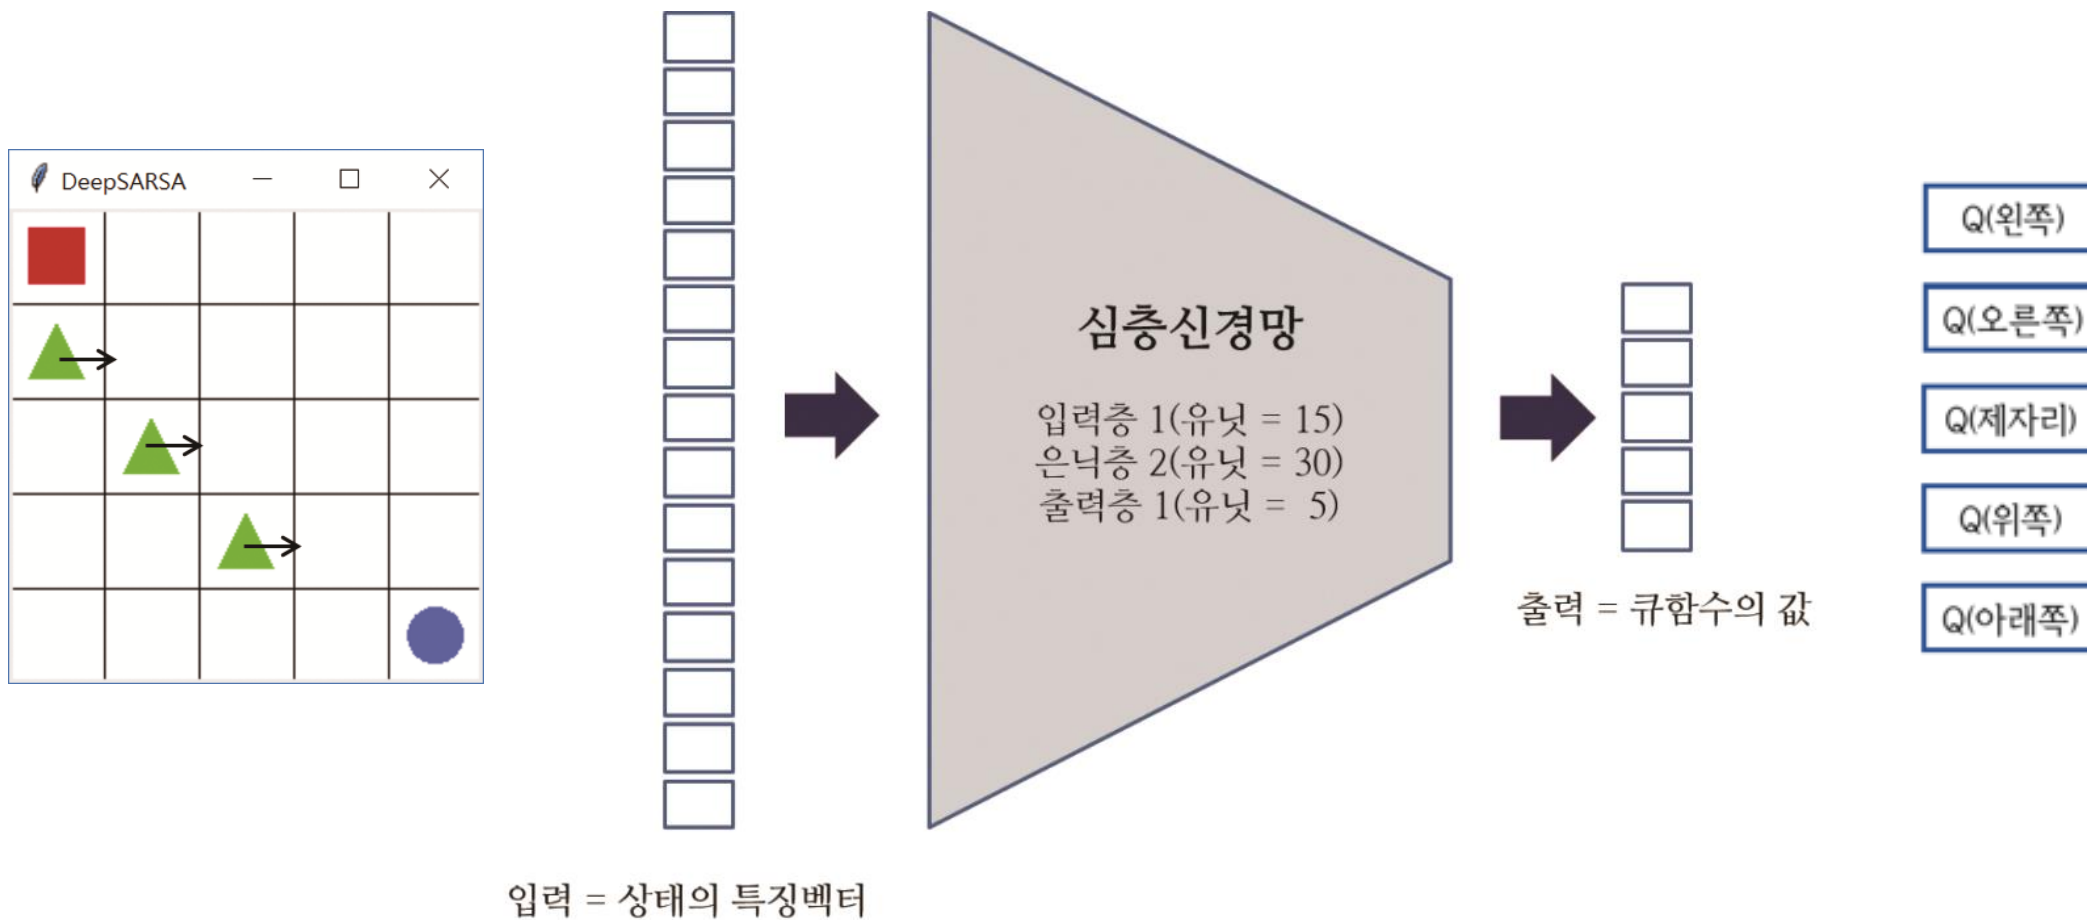 DeepSARSA
심층신경망
입력층 1(유닛 = 15)
은닉층 2(유닛 = 30)
출력층 1(유닛 = 5)
입력 = 상태의 특징벡터
출력 = 큐함수의 값
Q(왼쪽)
Q(오른쪽)
Q(제자리)
Q(위쪽)
Q(아래쪽)